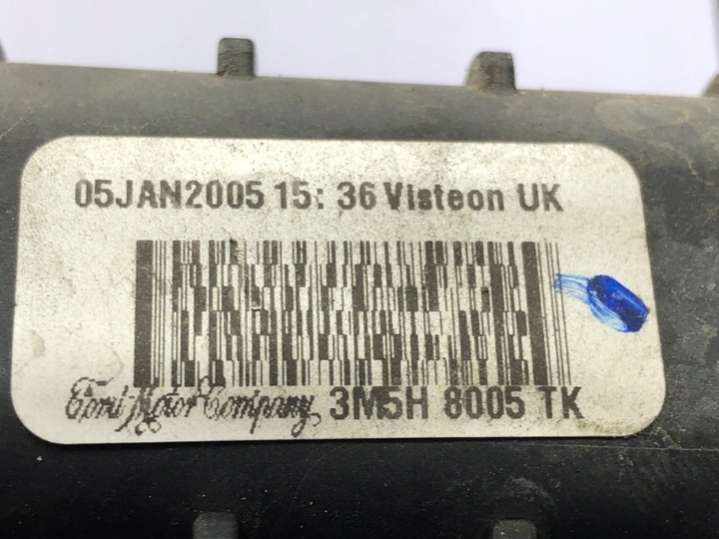 05JAN2005 15: 36 Visteon UK
Ford Motor Company 3M5H 8005 TK